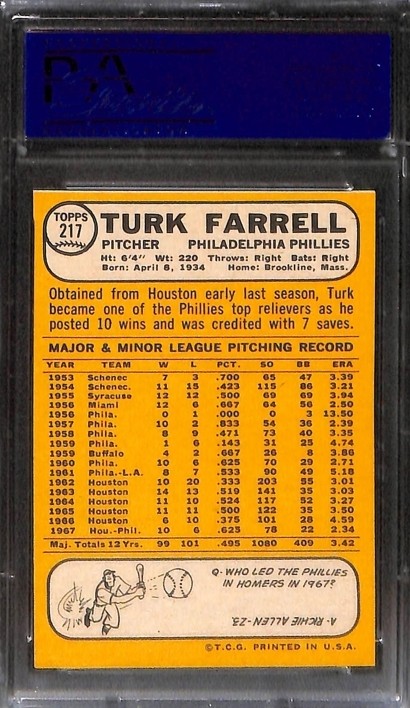 PSA
TOPPS
217
TURK FARRELL
PITCHER PHILADELPHIA PHILLIES
Ht: 6'4" Wt: 220 Throws: Right Bats: Right
Born: April 8, 1934 Home: Brookline, Mass.
Obtained from Houston early last season, Turk
became one of the Phillies top relievers as he
posted 10 wins and was credited with 7 saves.
MAJOR & MINOR LEAGUE PITCHING RECORD
YEAR TEAM W L PCT. SO BB ERA
1953 Schenec 7 3 .700 65 47 3.39
1954 Schenec. 11 15 .423 115 86 3.21
1955 Syracuse 12 12 .500 69 69 3.94
1956 Miami 12 6 .667 64 56 2.50
1956 Phila. 0 1 .000 0 3 13.50
1957 Phila. 10 2 .833 54 36 2.39
1958 Phila. 8 9 .471 73 40 3.35
1959 Phila. 1 6 .143 31 25 4.74
1959 Buffalo 4 2 .667 26 8 3.86
1960 Phila. 10 6 .625 70 29 2.71
1961 Phila.-L.A. 8 7 .533 90 49 5.18
1962 Houston 10 20 .333 203 55 3.01
1963 Houston 14 13 .519 141 35 3.03
1964 Houston 11 10 .524 117 52 3.27
1965 Houston 11 11 .500 122 35 3.50
1966 Houston 6 10 .375 101 28 4.59
1967 Hou.-Phil. 10 6 .625 78 22 2.34
Maj. Totals 12 Yrs. 99 101 .495 1080 409 3.42
Q- WHO LED THE PHILLIES
IN HOMERS IN 1967?
A- RICHIE ALLEN-23
©T.C.G. PRINTED IN U.S.A.